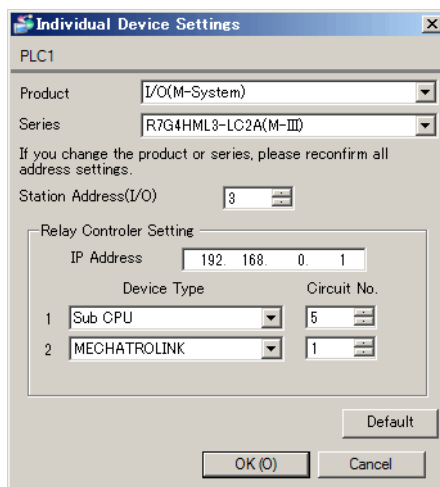 Individual Device Settings
PLC1
Product I/O(M-System)
Series R7G4HML3-LC2A(M-III)
If you change the product or series, please reconfirm all
address settings.
Station Address(I/O) 3
Relay Controler Setting
IP Address 192. 168. 0. 1
Device Type Circuit No.
1 Sub CPU 5
2 MECHATROLINK 1
Default
OK (O) Cancel